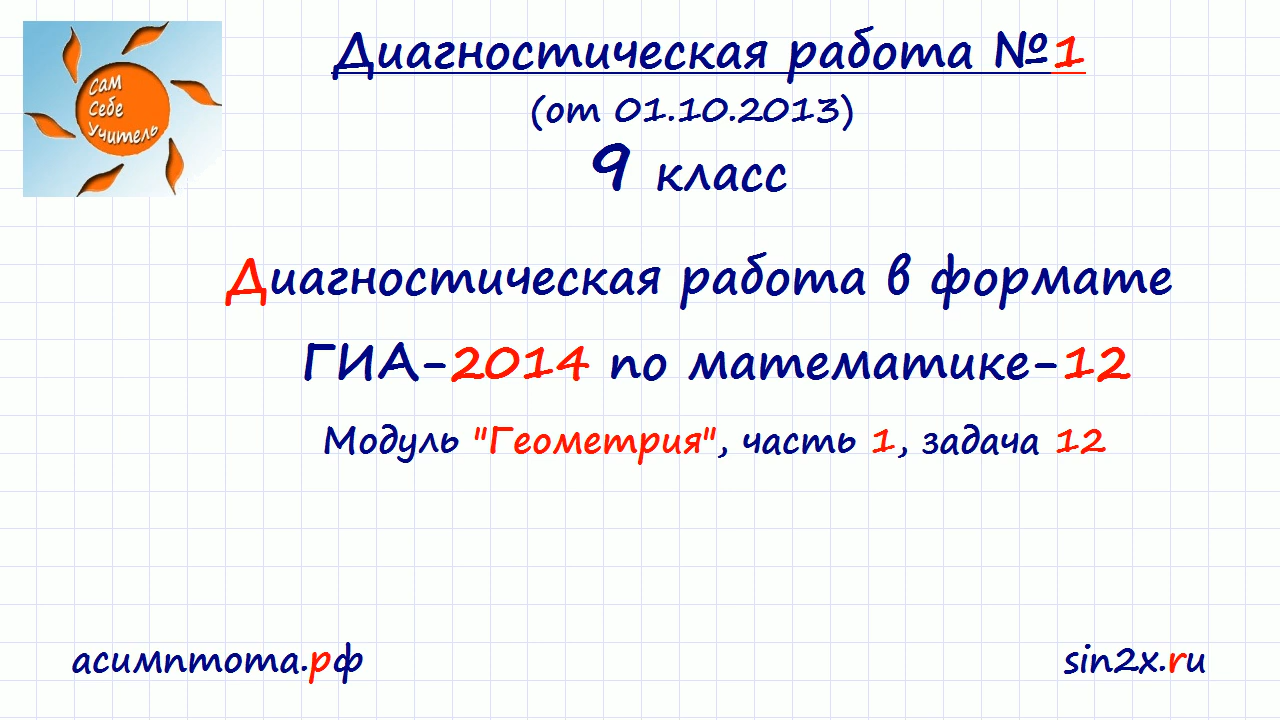 Сам
Себе
Учитель
Диагностическая работа №1
(от 01.10.2013)
9 класс
Диагностическая работа в формате
ГИА-2014 по математике-12
Модуль "Геометрия", часть 1, задача 12
асимптота.рф
sin2x.ru